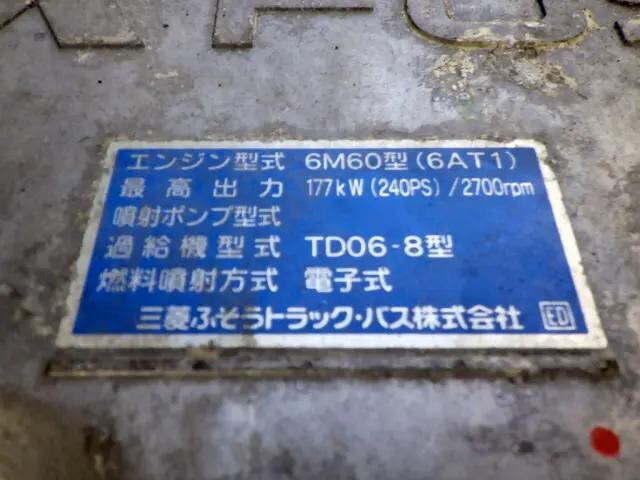 エンジン型式 6M60型(6AT1)
最高出力 177kW(240PS)/2700rpm
噴射ポンプ型式
過給機型式 TD06-8型
燃料噴射方式 電子式
三菱ふそうトラック・バス株式会社 ED